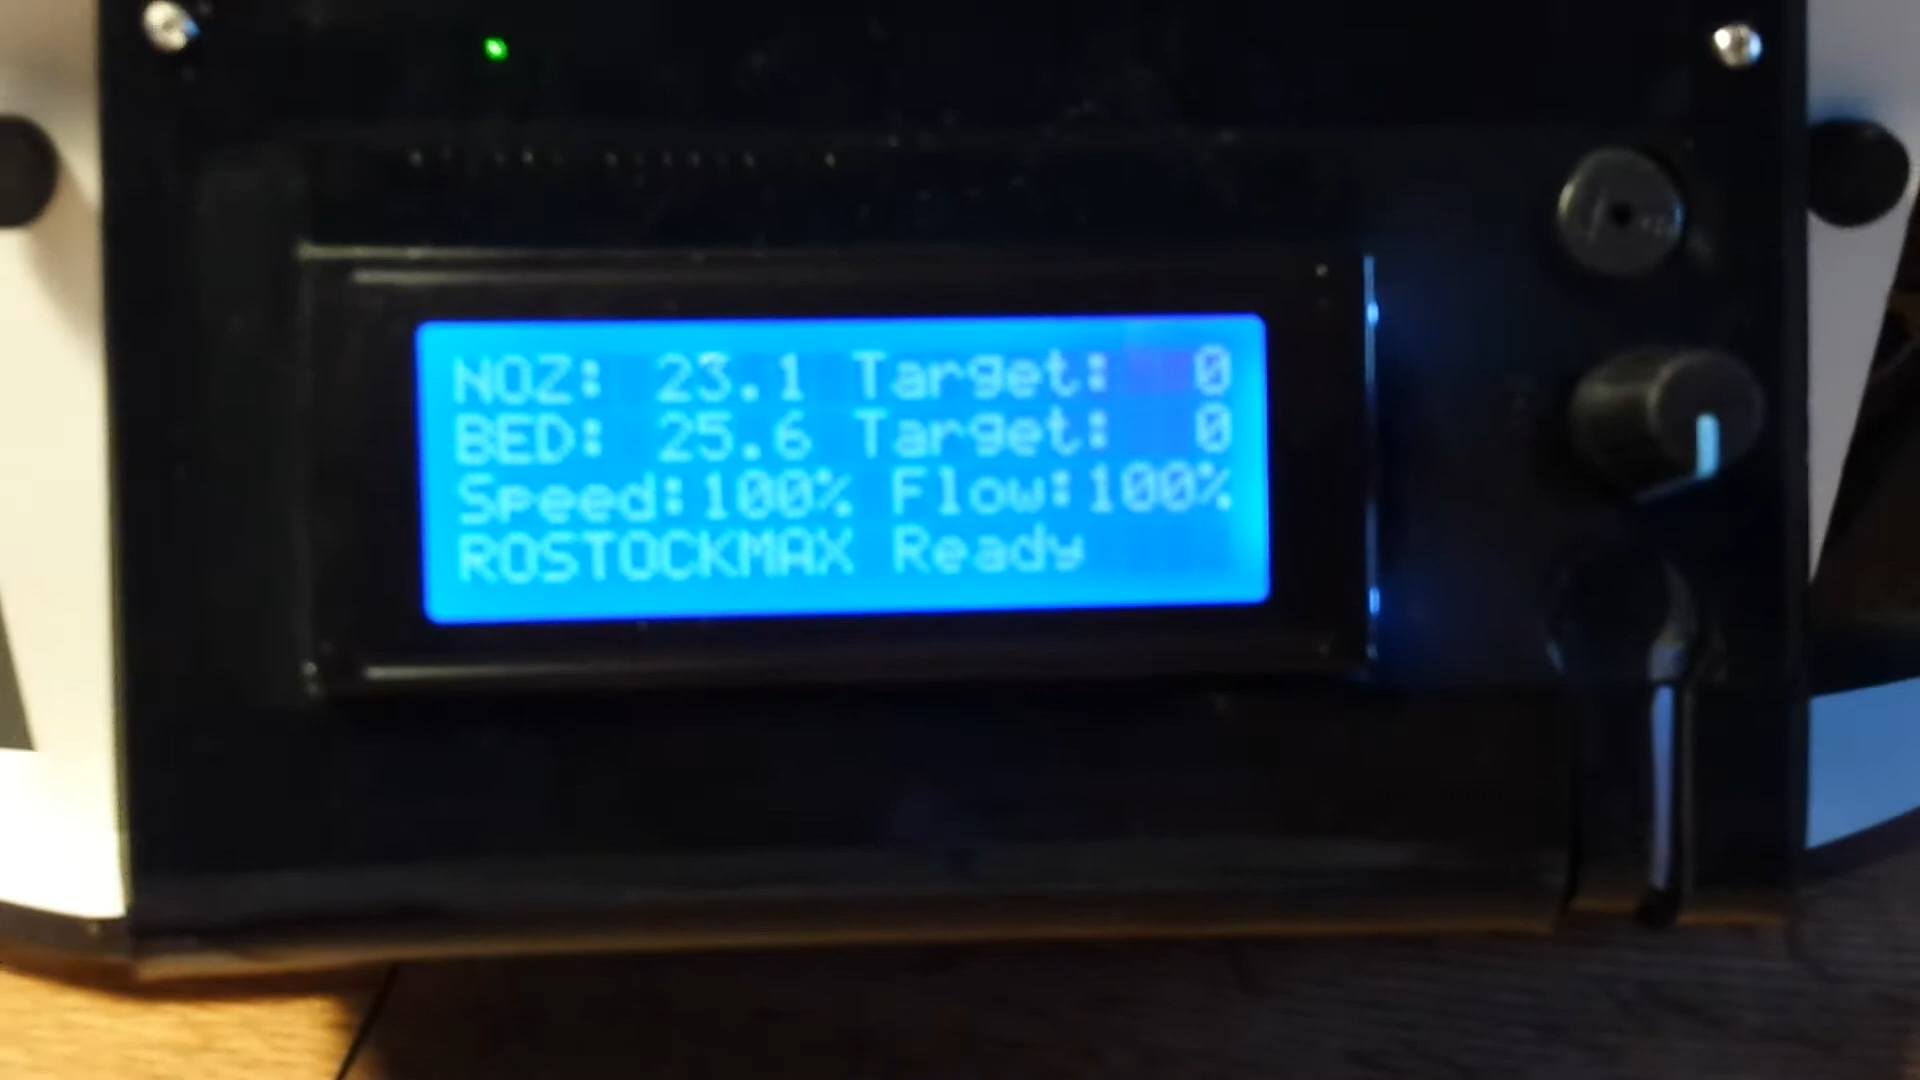 NOZ: 23.1 Target: 0
BED: 25.6 Target: 0
Speed:100% Flow:100%
ROSTOCKMAX Ready